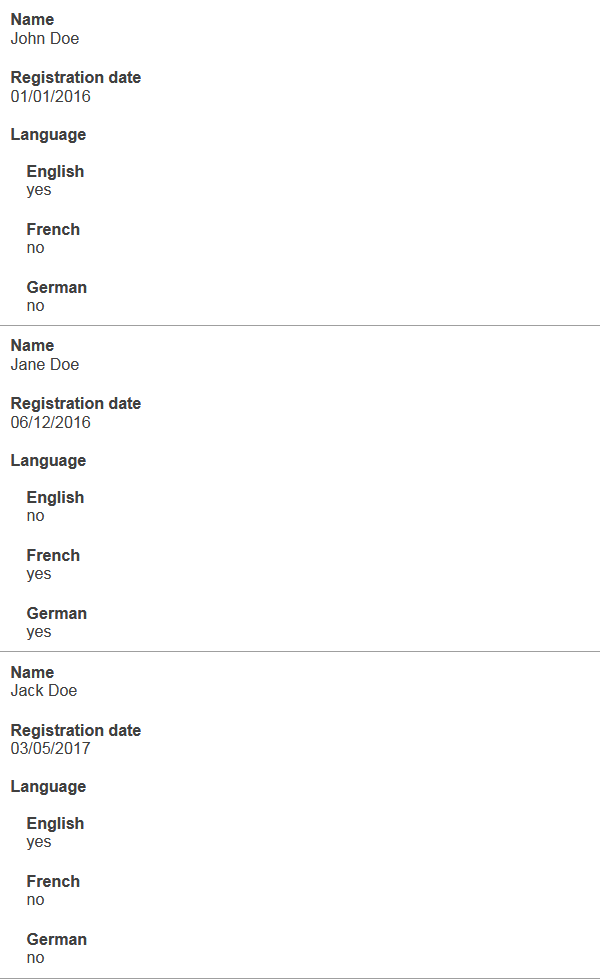 Name
John Doe
Registration date
01/01/2016
Language
English
yes
French
no
German
no
Name
Jane Doe
Registration date
06/12/2016
Language
English
no
French
yes
German
yes
Name
Jack Doe
Registration date
03/05/2017
Language
English
yes
French
no
German
no